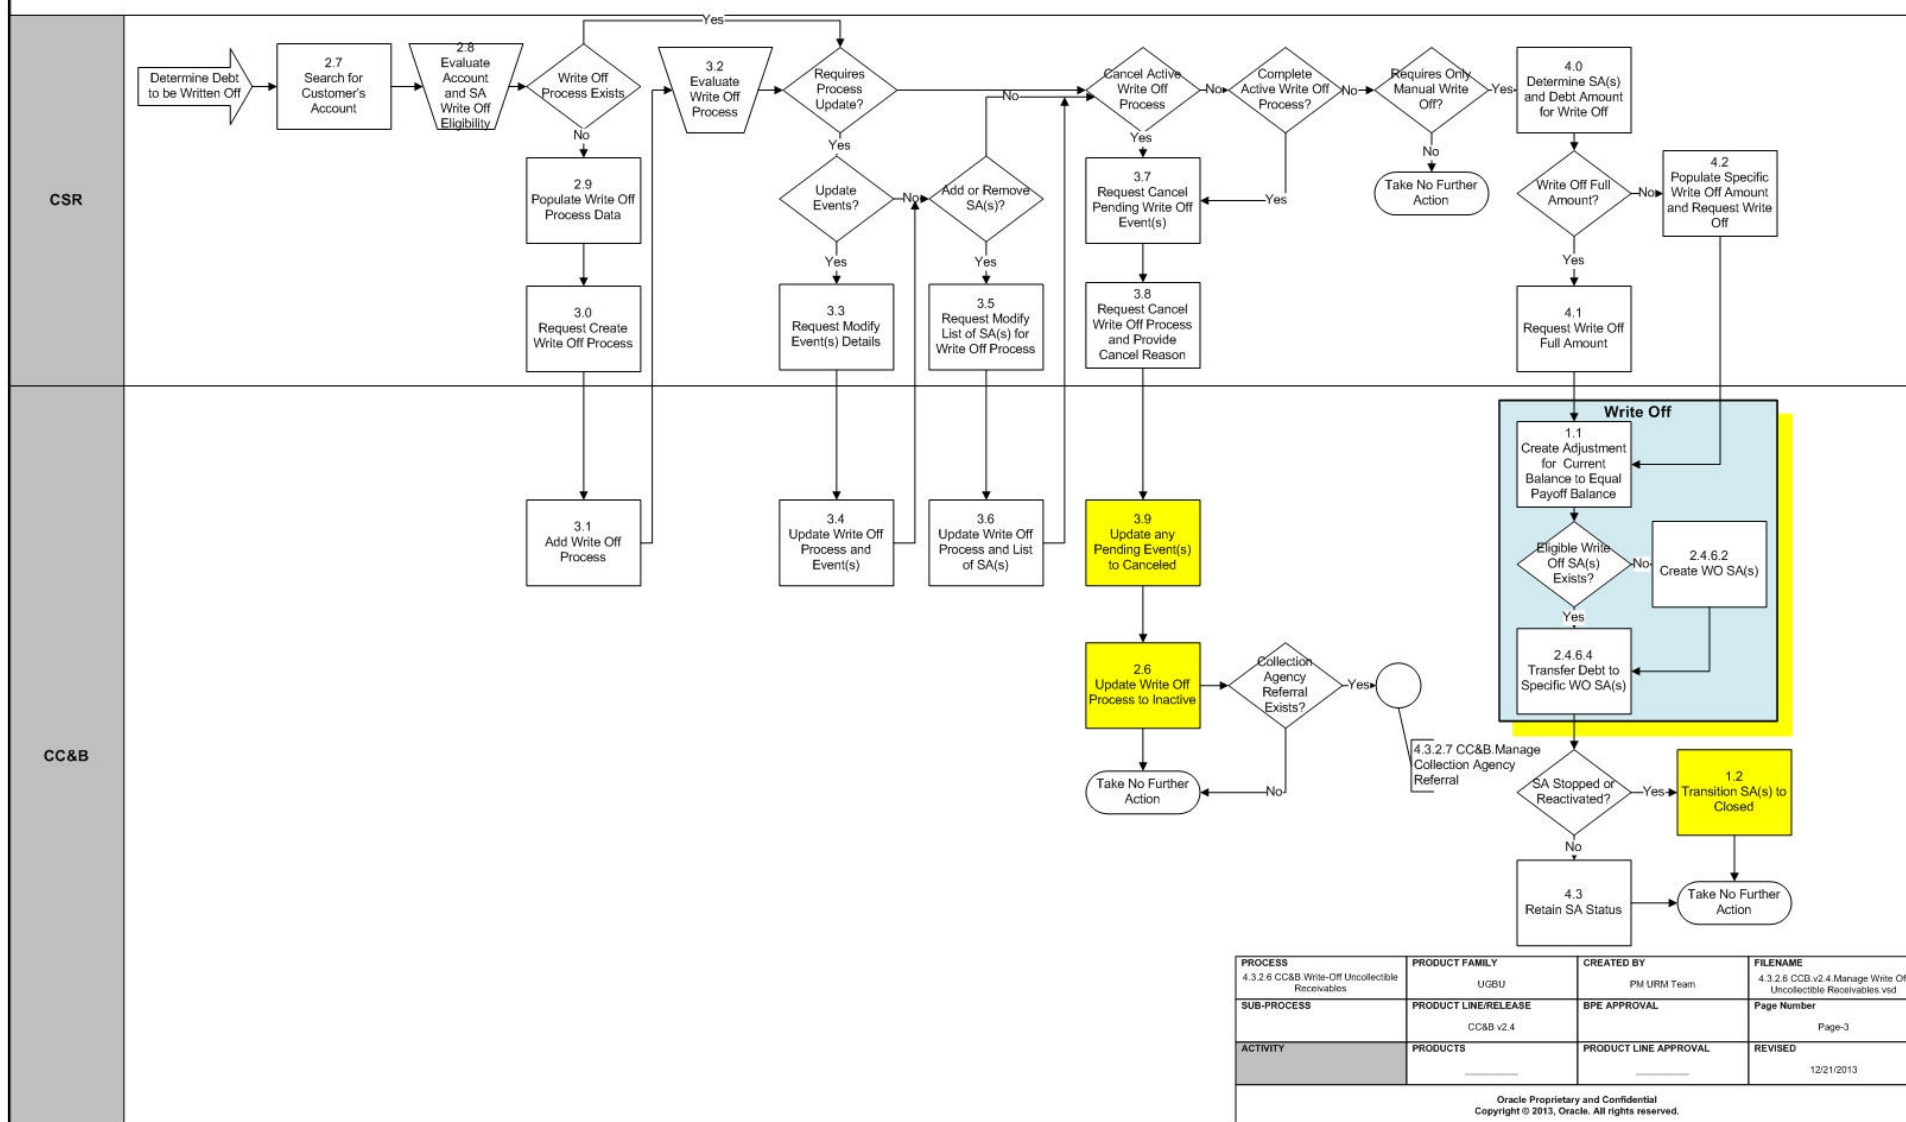 Yes
Determine Debt
to be Written Off
2.7
Search for
Customer's
Account
2.8
Evaluate
Account
and SA
Write Off
Eligibility
Write Off
Process Exists
No
3.2
Evaluate
Write Off
Process
Requires
Process
Update?
Yes
No
Cancel Active
Write Off
Process
No
Yes
Complete
Active Write Off
Process?
No
Yes
Requires Only
Manual Write
Off?
Yes
No
Take No Further
Action
4.0
Determine SA(s)
and Debt Amount
for Write Off
CSR
2.9
Populate Write Off
Process Data
Update
Events?
No
Yes
Add or Remove
SA(s)?
Yes
3.7
Request Cancel
Pending Write Off
Event(s)
Write Off Full
Amount?
No
Yes
4.2
Populate Specific
Write Off Amount
and Request Write
Off
3.0
Request Create
Write Off Process
3.3
Request Modify
Event(s) Details
3.5
Request Modify
List of SA(s) for
Write Off Process
3.8
Request Cancel
Write Off Process
and Provide
Cancel Reason
4.1
Request Write Off
Full Amount
CC&B
3.1
Add Write Off
Process
3.4
Update Write Off
Process and
Event(s)
3.6
Update Write Off
Process and List
of SA(s)
3.9
Update any
Pending Event(s)
to Canceled
Write Off
1.1
Create Adjustment
for Current
Balance to Equal
Payoff Balance
Eligible Write
Off SA(s)
Exists?
No
Yes
2.4.6.2
Create WO SA(s)
2.4.6.4
Transfer Debt to
Specific WO SA(s)
2.6
Update Write Off
Process to Inactive
Collection
Agency
Referral
Exists?
Yes
No
4.3.2.7 CC&B.Manage
Collection Agency
Referral
Take No Further
Action
SA Stopped or
Reactivated?
Yes
No
1.2
Transition SA(s) to
Closed
4.3
Retain SA Status
Take No Further
Action
PROCESS
4.3.2.6 CC&B.Write-Off Uncollectible
Receivables
PRODUCT FAMILY
UGBU
CREATED BY
PM URM Team
FILENAME
4.3.2.6 CCB.v2.4.Manage Write Of
Uncollectible Receivables.vsd
SUB-PROCESS
PRODUCT LINE/RELEASE
CC&B v2.4
BPE APPROVAL
Page Number
Page-3
ACTIVITY
PRODUCTS
PRODUCT LINE APPROVAL
REVISED
12/21/2013
Oracle Proprietary and Confidential
Copyright © 2013, Oracle. All rights reserved.